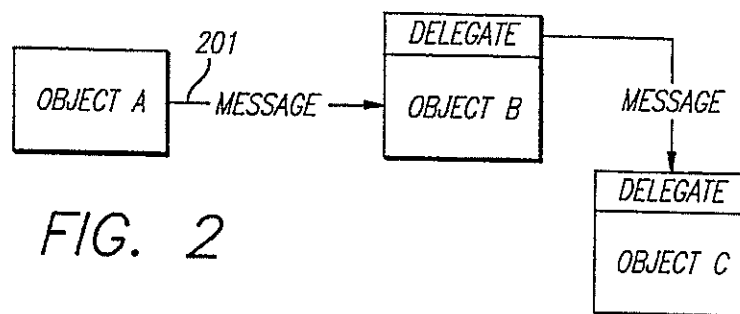 201
OBJECT A
MESSAGE
DELEGATE
OBJECT B
MESSAGE
DELEGATE
OBJECT C
FIG. 2